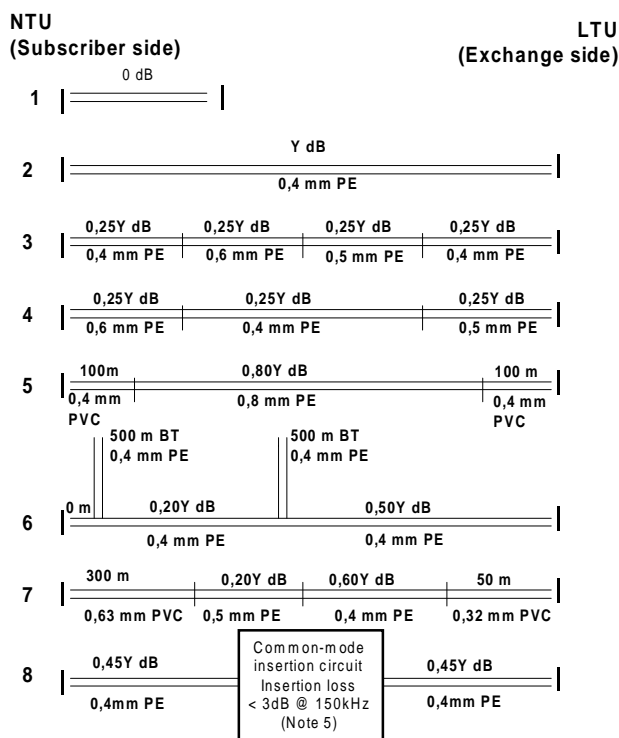 NTU
(Subscriber side)
LTU
(Exchange side)
0 dB
1
Y dB
2
0,4 mm PE
0,25Y dB 0,25Y dB 0,25Y dB 0,25Y dB
3
0,4 mm PE 0,6 mm PE 0,5 mm PE 0,4 mm PE
0,25Y dB 0,25Y dB 0,25Y dB
4
0,6 mm PE 0,4 mm PE 0,5 mm PE
100m 0,80Y dB 100 m
5
0,4 mm PVC
0,8 mm PE
0,4 mm PVC
500 m BT
0,4 mm PE
500 m BT
0,4 mm PE
0 m 0,20Y dB 0,50Y dB
6
0,4 mm PE 0,4 mm PE
300 m 0,20Y dB 0,60Y dB 50 m
7
0,63 mm PVC 0,5 mm PE 0,4 mm PE 0,32 mm PVC
8
0,45Y dB
0,4mm PE
Common-mode
insertion circuit
Insertion loss
< 3dB @ 150kHz
(Note 5)
0,45Y dB
0,4mm PE